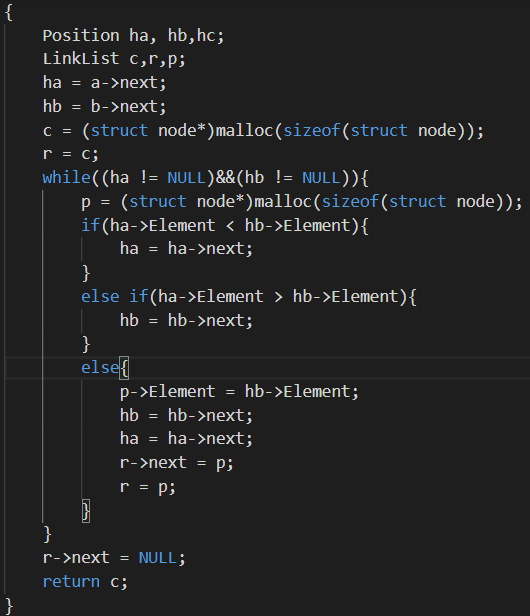 {
    Position ha, hb,hc;
    LinkList c,r,p;
    ha = a->next;
    hb = b->next;
    c = (struct node*)malloc(sizeof(struct node));
    r = c;
    while((ha != NULL)&&(hb != NULL)){
        p = (struct node*)malloc(sizeof(struct node));
        if(ha->Element < hb->Element){
            ha = ha->next;
        }
        else if(ha->Element > hb->Element){
            hb = hb->next;
        }
        else{
            p->Element = hb->Element;
            hb = hb->next;
            ha = ha->next;
            r->next = p;
            r = p;
        }
    }
    r->next = NULL;
    return c;
}